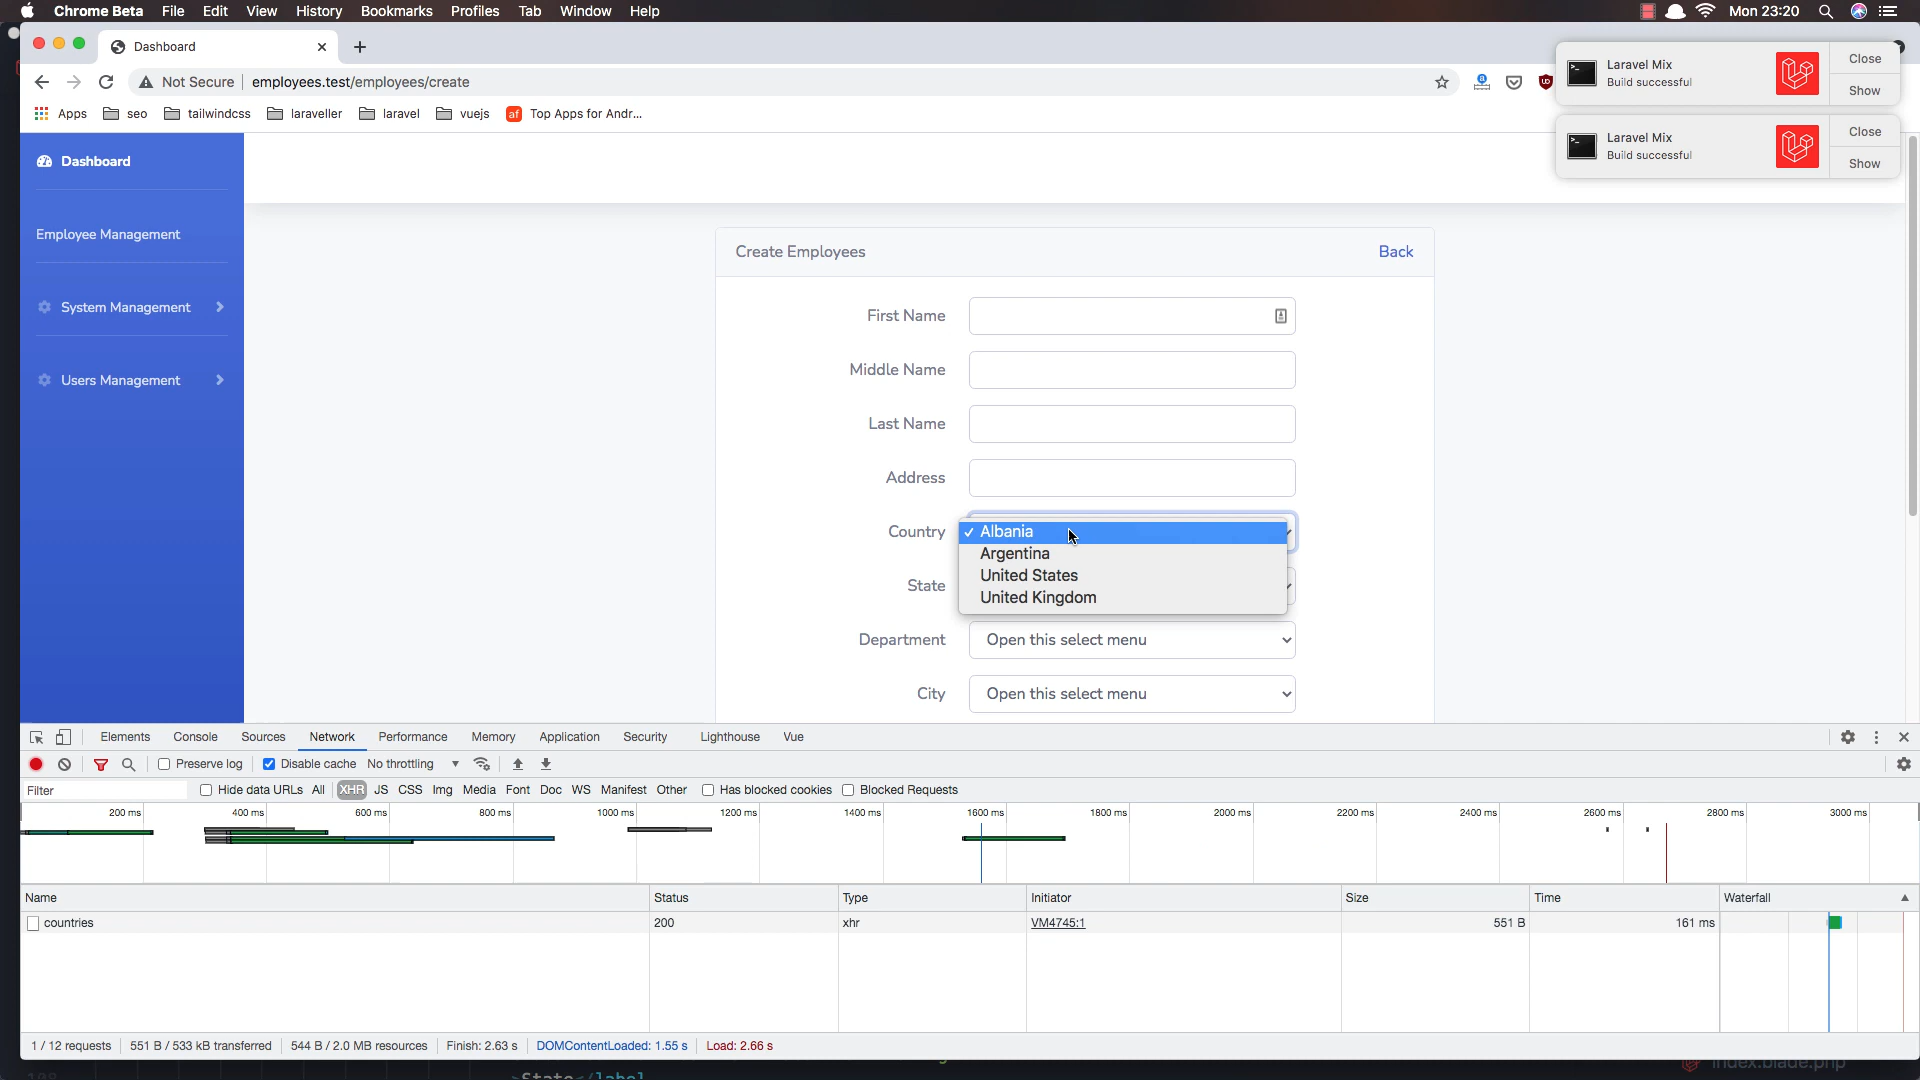 Chrome Beta File Edit View History Bookmarks Profiles Tab Window Help Mon 23:20
Dashboard
Not Secure employees.test/employees/create
Apps seo tailwindcss laraveller laravel vuejs af Top Apps for Andr...
Laravel Mix
Build successful
Close
Show
Laravel Mix
Build successful
Close
Show
Dashboard
Employee Management
System Management
Users Management
Create Employees Back
First Name
Middle Name
Last Name
Address
Country
✓ Albania
Argentina
United States
United Kingdom
State
Department Open this select menu
City Open this select menu
Elements Console Sources Network Performance Memory Application Security Lighthouse Vue
Preserve log Disable cache No throttling
Filter Hide data URLs All XHR JS CSS Img Media Font Doc WS Manifest Other Has blocked cookies Blocked Requests
200 ms 400 ms 600 ms 800 ms 1000 ms 1200 ms 1400 ms 1600 ms 1800 ms 2000 ms 2200 ms 2400 ms 2600 ms 2800 ms 3000 ms
Name Status Type Initiator Size Time Waterfall
countries 200 xhr VM4745:1 551 B 161 ms
1 / 12 requests 551 B / 533 kB transferred 544 B / 2.0 MB resources Finish: 2.63 s DOMContentLoaded: 1.55 s Load: 2.66 s
index.blade.php
>State</label